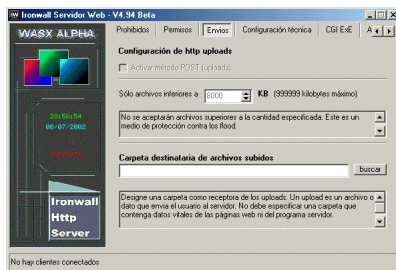 Ironwall Servidor Web - V4.94 Beta
WASX ALPHA
Prohibidos Permisos Envios Configuración técnica CGI ExE A
Configuración de http uploads
Activar método POST (uploads)
Sólo archivos inferiores a 8000 KB (999999 kilobytes máximo)
No se aceptarán archivos superiores a la cantidad especificada. Este es un
medio de protección contra los flood.
23:56:54
08/07/2002
Carpeta destinataria de archivos subidos
buscar
Designe una carpeta como receptora de los uploads. Un upload es un archivo o
dato que envia el usuario al servidor. No debe especificar una carpeta que
contenga datos vitales de las páginas web ni del programa servidor.
Ironwall
Http
Server
No hay clientes conectados